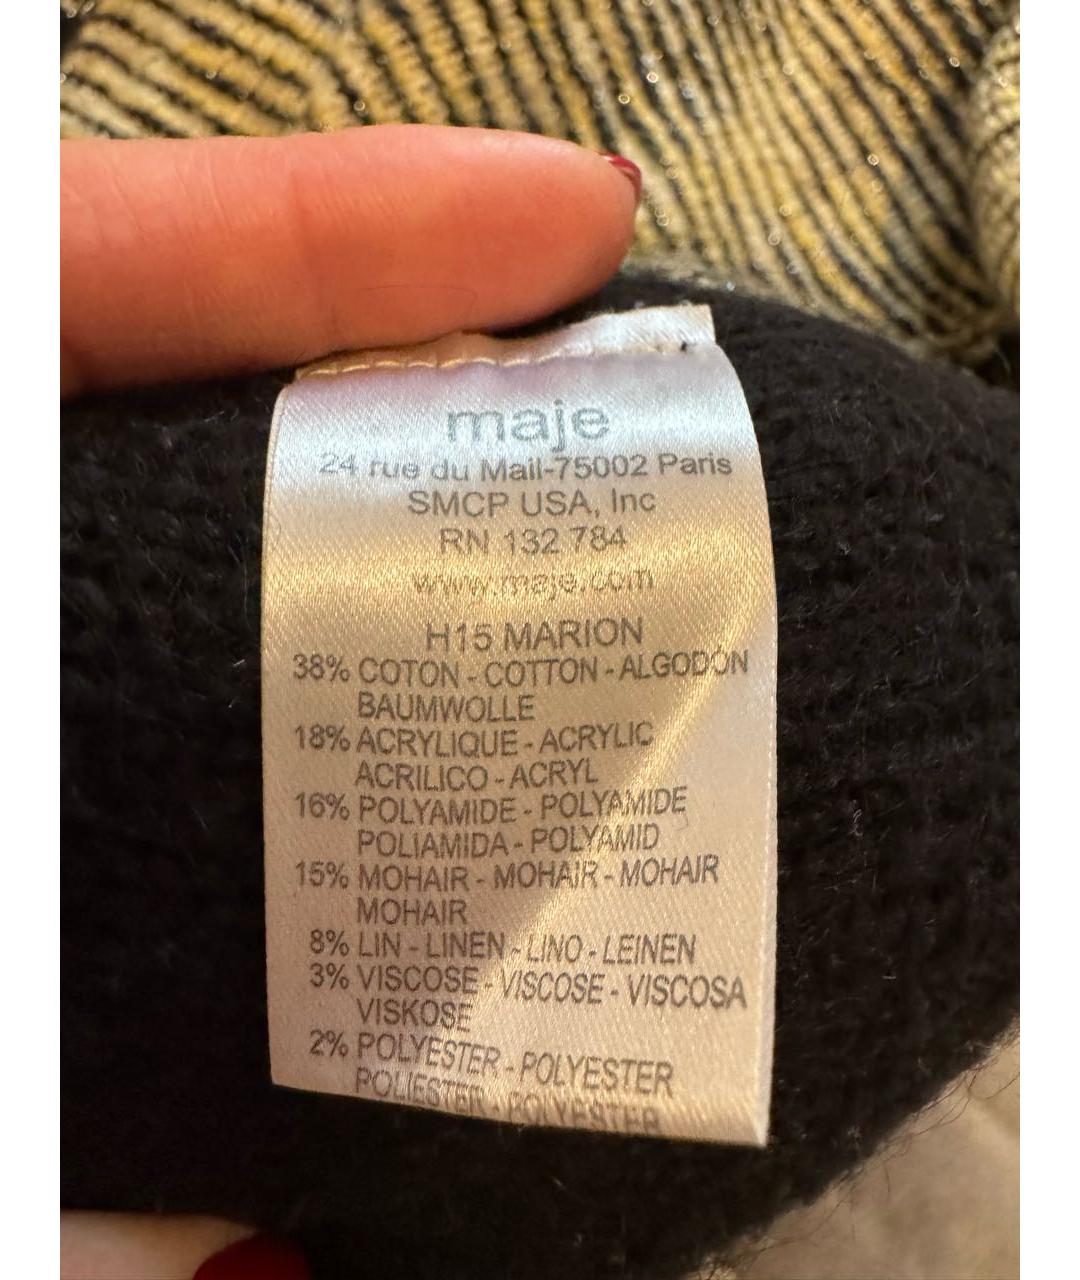 maje
24 rue du Mail-75002 Paris
SMCP USA, Inc
RN 132 784
www.maje.com
H15 MARION
38% COTON - COTTON - ALGODÓN
BAUMWOLLE
18% ACRYLIQUE - ACRYLIC
ACRILICO - ACRYL
16% POLYAMIDE - POLYAMIDE
POLIAMIDA - POLYAMID
15% MOHAIR - MOHAIR - MOHAIR
MOHAIR
8% LIN - LINEN - LINO - LEINEN
3% VISCOSE - VISCOSE - VISCOSA
VISKOSE
2% POLYESTER - POLYESTER
POLIESTER - POLYESTER